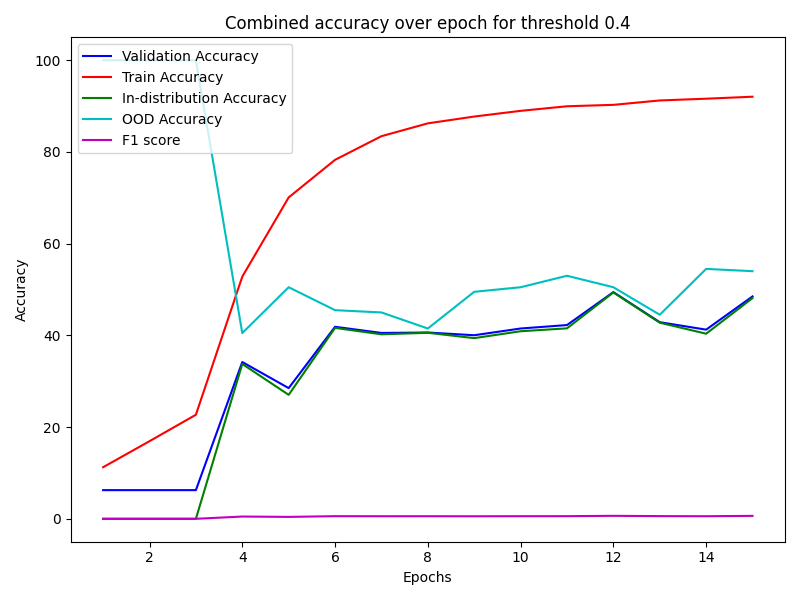 Combined accuracy over epoch for threshold 0.4
Validation Accuracy
Train Accuracy
In-distribution Accuracy
OOD Accuracy
F1 score
100
80
60
40
20
0
Accuracy
2 4 6 8 10 12 14
Epochs